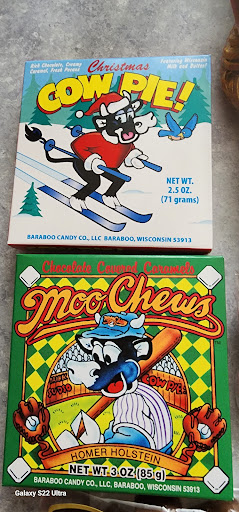 Rich Chocolate, Creamy
Caramel, Fresh Pecans
Featuring Wisconsin
Milk and Butter!
Christmas
COW PIE!
NET WT.
2.5 OZ.
(71 grams)
BARABOO CANDY CO., LLC BARABOO, WISCONSIN 53913
Chocolate Covered Caramels
Moo Chews
COW PIE
HOMER HOLSTEIN
NET WT 3 OZ (85 g)
BARABOO CANDY CO., LLC, BARABOO, WISCONSIN 53913
Galaxy S22 Ultra